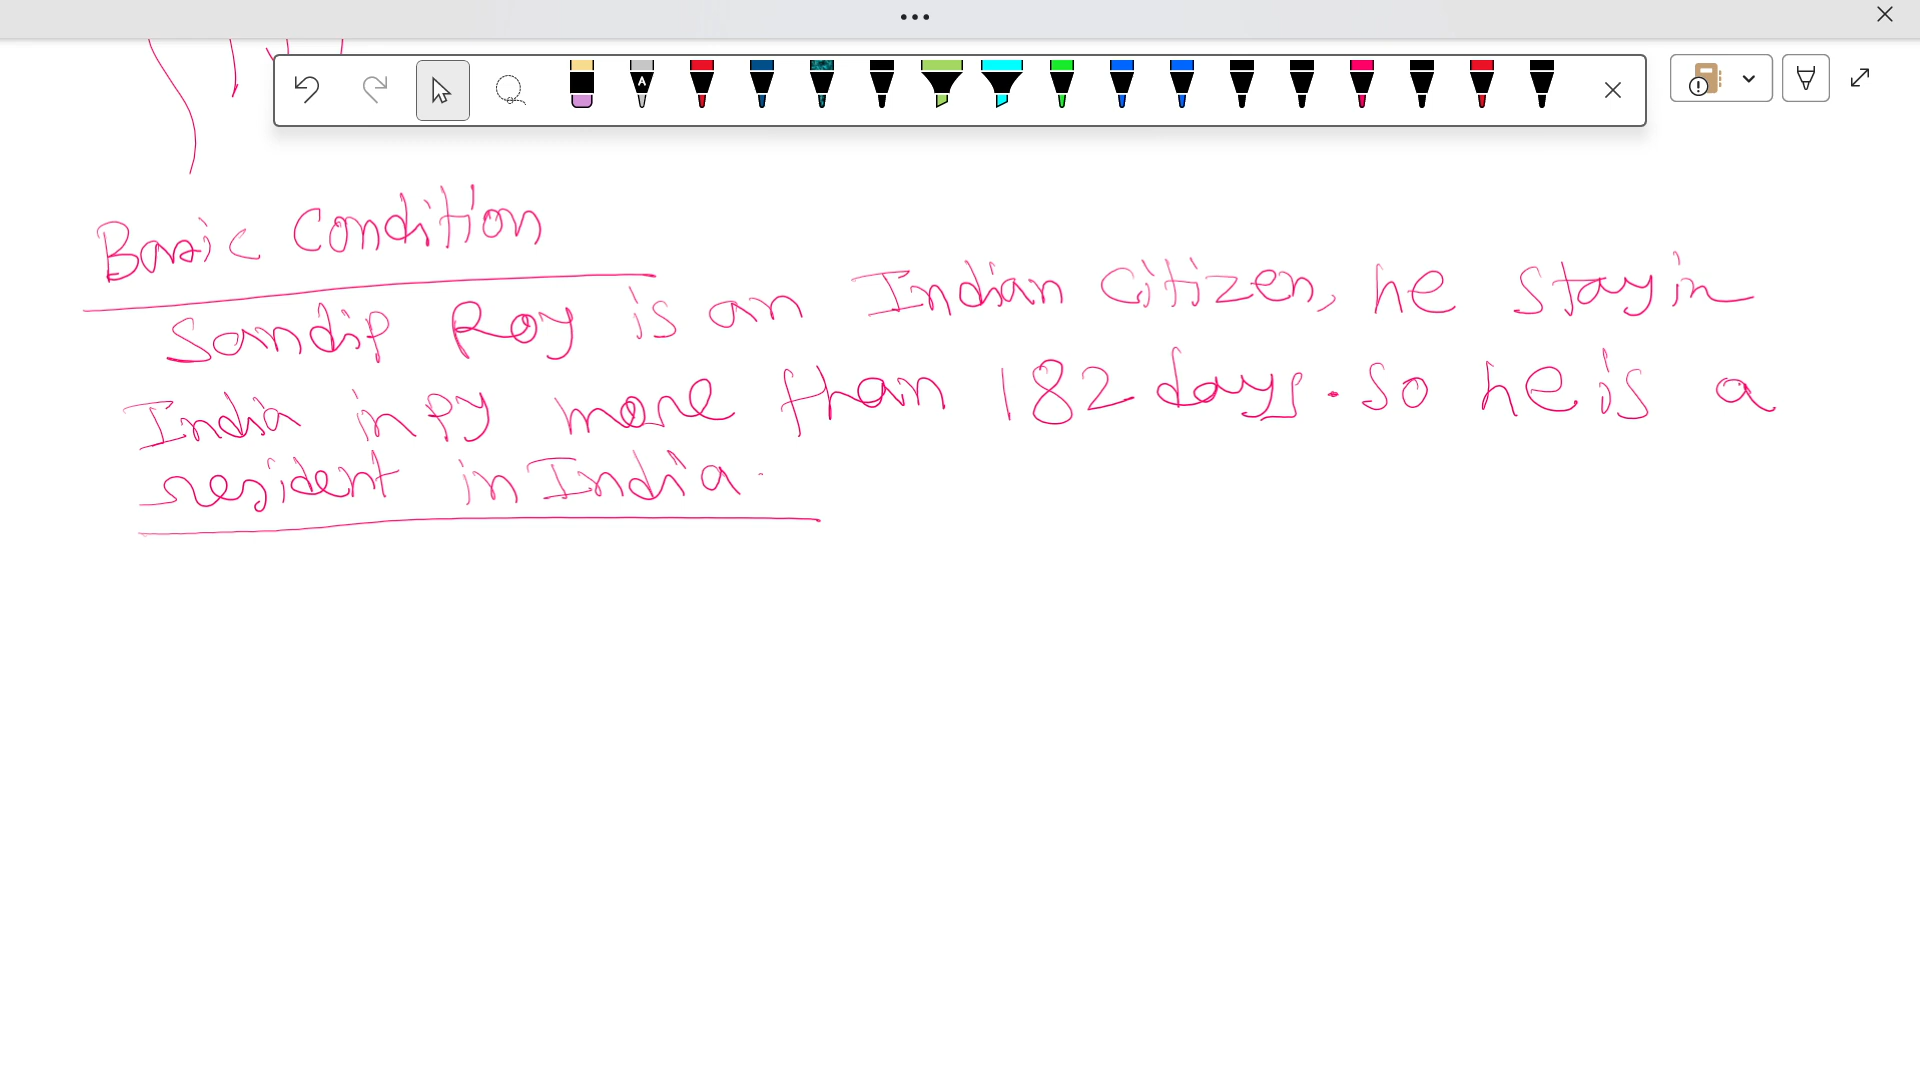 Basic Condition
Sandip Roy is an Indian Citizen, he stay in
India in PY more than 182 days. So he is a
resident in India.